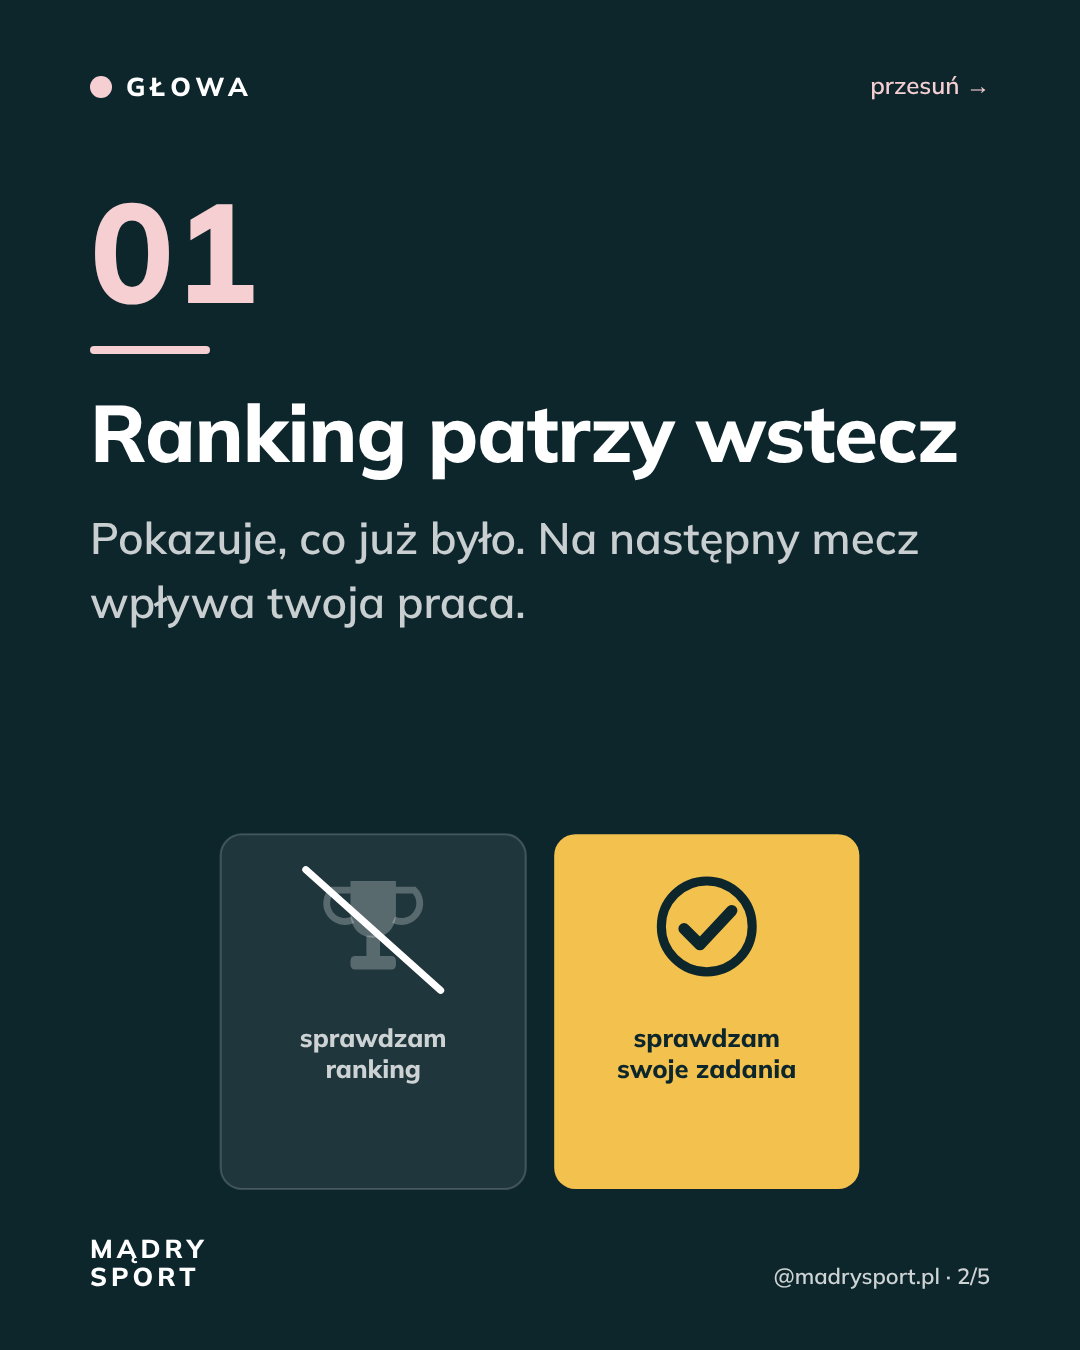 GŁOWA
przesuń →
01
Ranking patrzy wstecz
Pokazuje, co już było. Na następny mecz
wpływa twoja praca.
sprawdzam
ranking
sprawdzam
swoje zadania
MĄDRY
SPORT
@madrysport.pl · 2/5